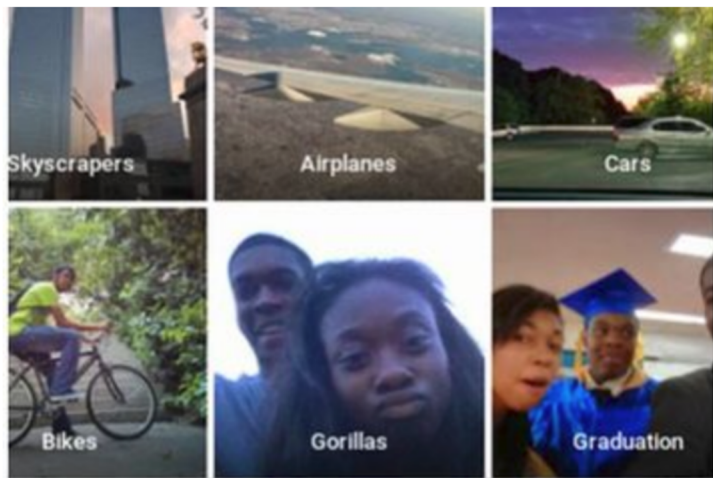 Skyscrapers
Airplanes
Cars
Bikes
Gorillas
Graduation